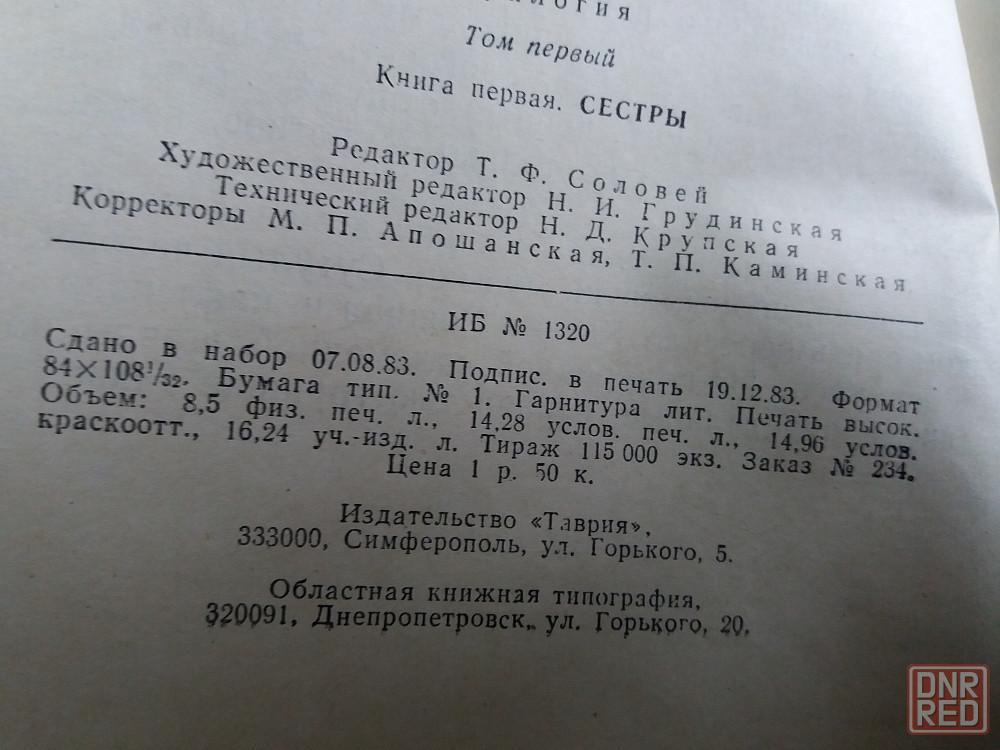 Том первый
Книга первая. СЕСТРЫ
Редактор Т. Ф. Соловей
Художественный редактор Н. И. Грудинская
Технический редактор Н. Д. Крупская
Корректоры М. П. Апошанская, Т. П. Каминская
ИБ № 1320
Сдано в набор 07.08.83. Подпис. в печать 19.12.83. Формат
84×108¹/₃₂. Бумага тип. № 1. Гарнитура лит. Печать высок.
Объем: 8,5 физ. печ. л., 14,28 услов. печ. л., 14,96 услов.
краскоотт., 16,24 уч.-изд. л. Тираж 115 000 экз. Заказ № 234.
Цена 1 р. 50 к.
Издательство «Таврия»,
333000, Симферополь, ул. Горького, 5.
Областная книжная типография,
320091, Днепропетровск, ул. Горького, 20.
DNR
RED